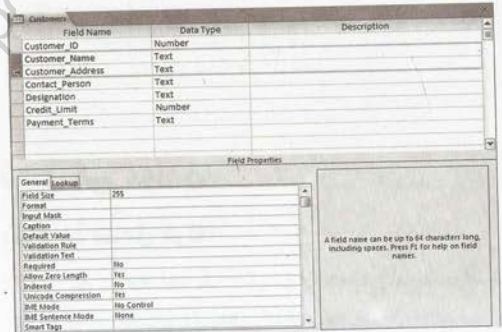 Customers
Field Name Data Type Description
Customer_ID Number
Customer_Name Text
Customer_Address Text
Contact_Person Text
Designation Text
Credit_Limit Number
Payment_Terms Text
Field Properties
General Lookup
Field Size 255
Format
Input Mask
Caption
Default Value
Validation Rule
Validation Text
Required No
Allow Zero Length Yes
Indexed No
Unicode Compression Yes
IME Mode No Control
IME Sentence Mode None
Smart Tags
A field name can be up to 64 characters long,
including spaces. Press F1 for help on field
names.